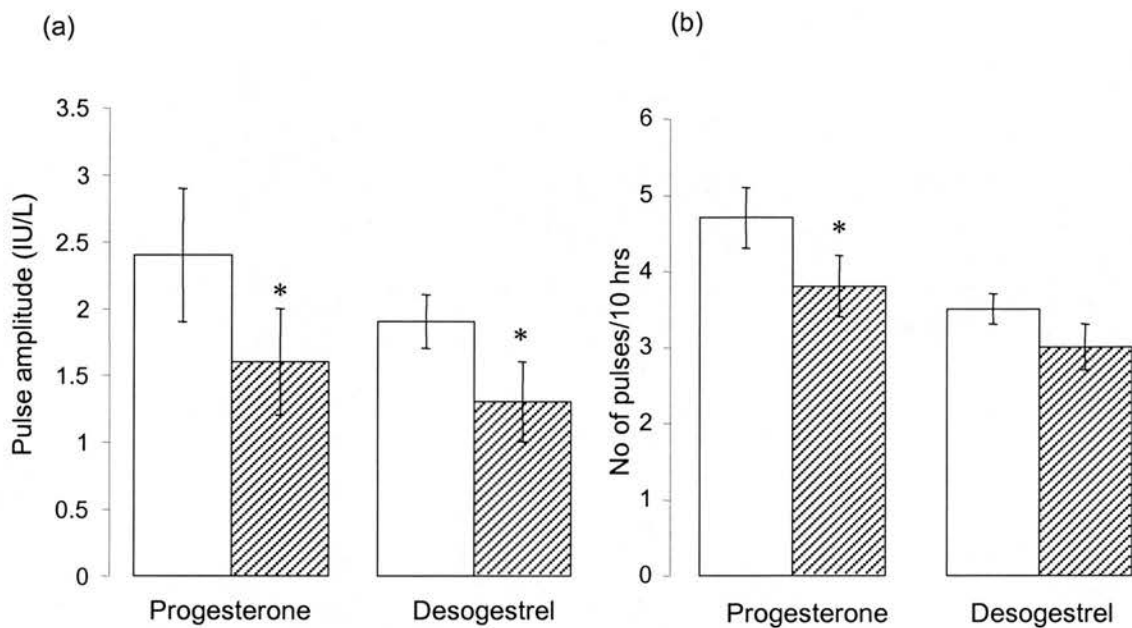 (a)
Pulse amplitude (IU/L)
3.5
3
2.5
2
1.5
1
0.5
0
*
*
Progesterone
Desogestrel
(b)
No of pulses/10 hrs
6
5
4
3
2
1
0
*
Progesterone
Desogestrel